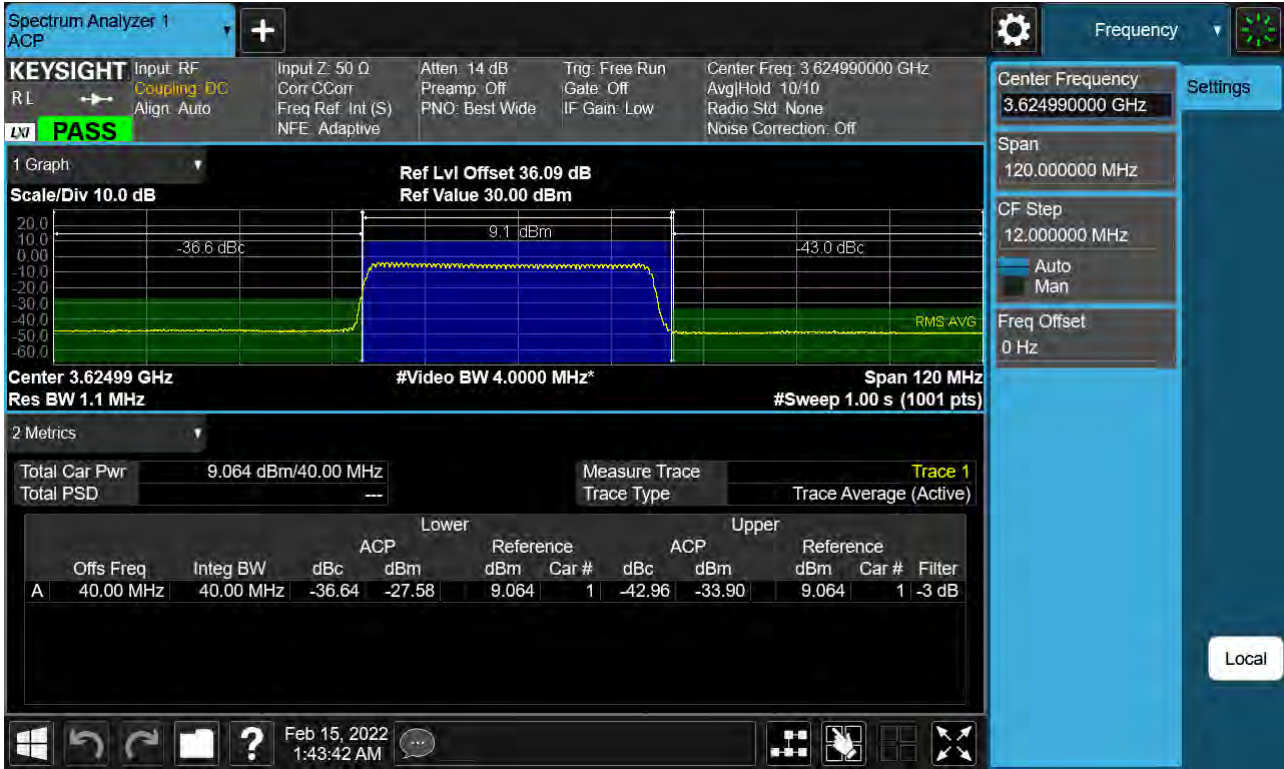 Spectrum Analyzer 1
ACP
Frequency
KEYSIGHT
R L
LXI
PASS
Input: RF
Coupling: DC
Align: Auto
Input Z: 50 Ω
Corr CCorr
Freq Ref: Int (S)
NFE: Adaptive
Atten: 14 dB
Preamp: Off
PNO: Best Wide
Trig: Free Run
Gate: Off
IF Gain: Low
Center Freq: 3.624990000 GHz
Avg|Hold: 10/10
Radio Std: None
Noise Correction: Off
Center Frequency
3.624990000 GHz
Settings
Span
120.000000 MHz
CF Step
12.000000 MHz
Auto
Man
Freq Offset
0 Hz
1 Graph
Scale/Div 10.0 dB
Ref Lvl Offset 36.09 dB
Ref Value 30.00 dBm
20.0
10.0
0.00
-10.0
-20.0
-30.0
-40.0
-50.0
-60.0
-36.6 dBc
9.1 dBm
-43.0 dBc
RMS AVG
Center 3.62499 GHz
#Video BW 4.0000 MHz*
Span 120 MHz
Res BW 1.1 MHz
#Sweep 1.00 s (1001 pts)
2 Metrics
Total Car Pwr 9.064 dBm/40.00 MHz
Total PSD ---
Measure Trace Trace 1
Trace Type Trace Average (Active)
Lower Upper
ACP Reference ACP Reference
Offs Freq Integ BW dBc dBm dBm Car # dBc dBm dBm Car # Filter
A 40.00 MHz 40.00 MHz -36.64 -27.58 9.064 1 -42.96 -33.90 9.064 1 -3 dB
Local
Feb 15, 2022
1:43:42 AM